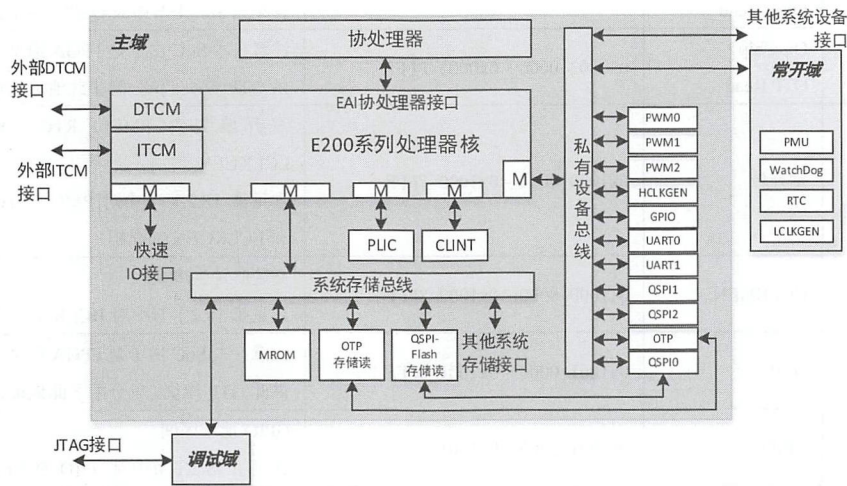 主域
协处理器
其他系统设备
接口
外部DTCM
接口
DTCM
EAI协处理器接口
常开域
ITCM
E200系列处理器核
外部ITCM
接口
M
M
M
M
M
快速
IO接口
PLIC
CLINT
私有设备总线
PWM0
PWM1
PWM2
HCLKGEN
GPIO
UART0
UART1
QSPI1
QSPI2
OTP
QSPI0
PMU
WatchDog
RTC
LCLKGEN
系统存储总线
MROM
OTP
存储读
QSPI-
Flash
存储读
其他系统
存储接口
JTAG接口
调试域